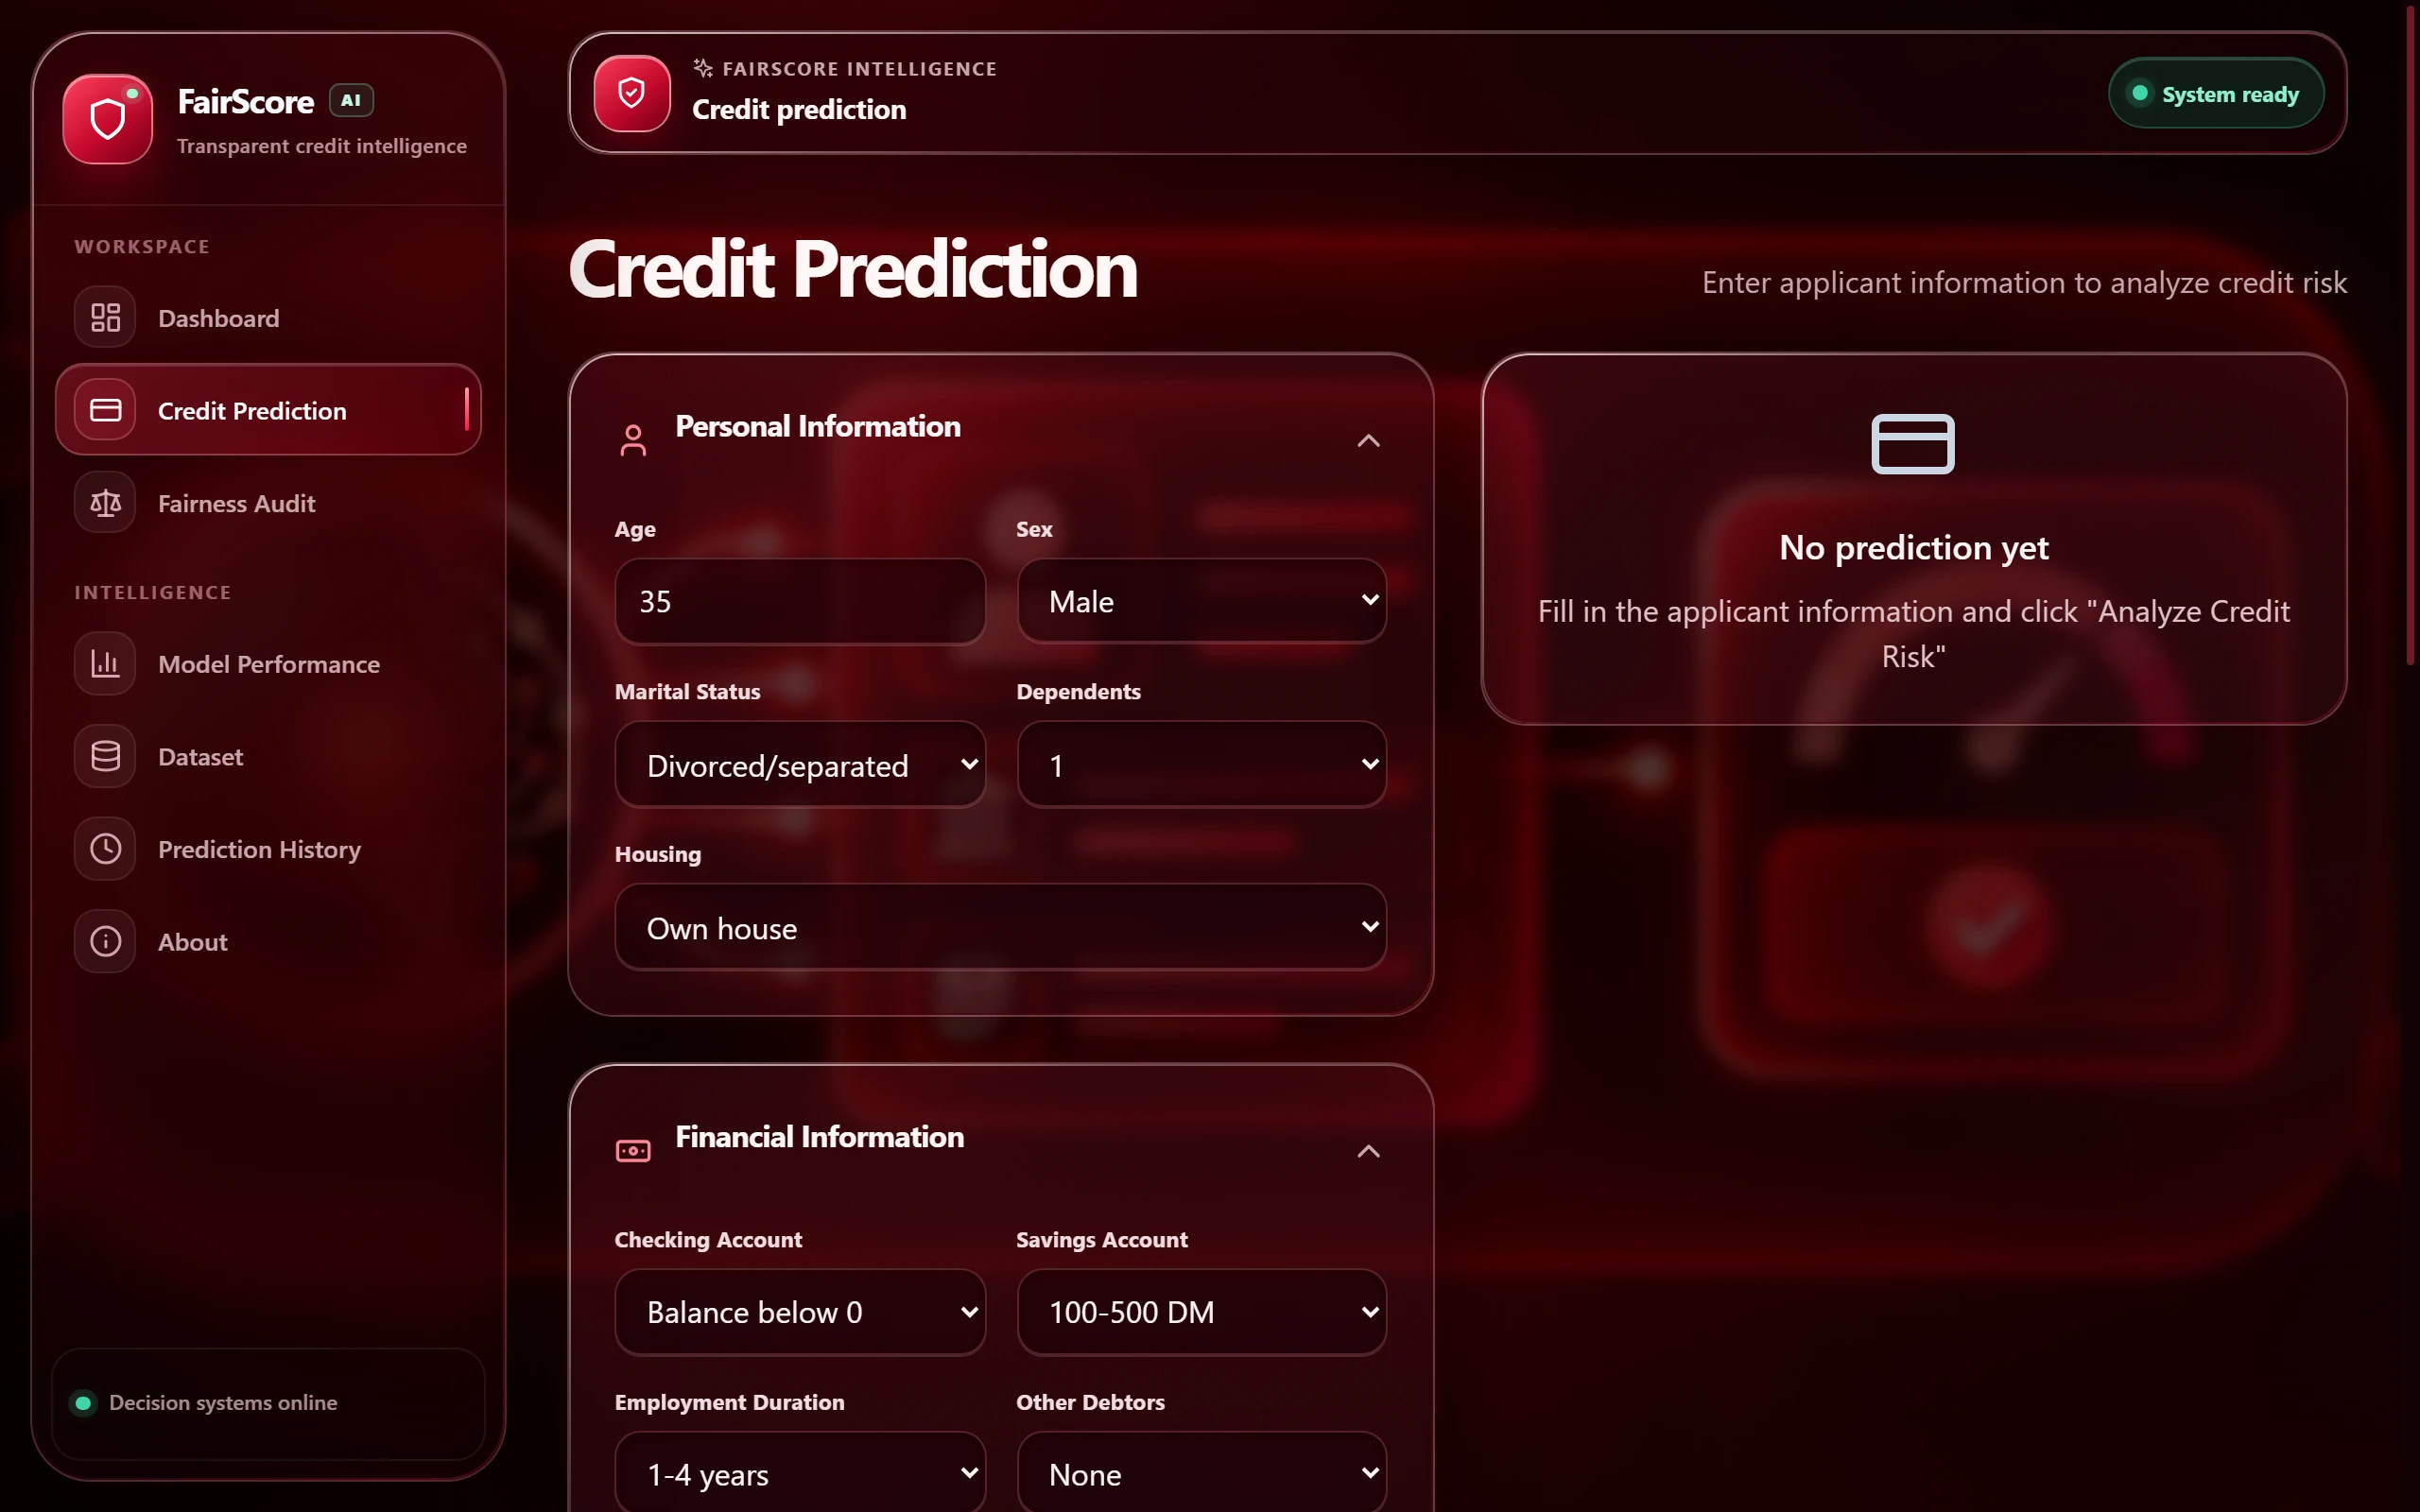 FairScore AI
Transparent credit intelligence
WORKSPACE
Dashboard
Credit Prediction
Fairness Audit
INTELLIGENCE
Model Performance
Dataset
Prediction History
About
Decision systems online
FAIRSCORE INTELLIGENCE
Credit prediction
System ready
Credit Prediction
Enter applicant information to analyze credit risk
Personal Information
Age
Sex
35
Male
Marital Status
Dependents
Divorced/separated
1
Housing
Own house
Financial Information
Checking Account
Savings Account
Balance below 0
100-500 DM
Employment Duration
Other Debtors
1-4 years
None
No prediction yet
Fill in the applicant information and click "Analyze Credit
Risk"